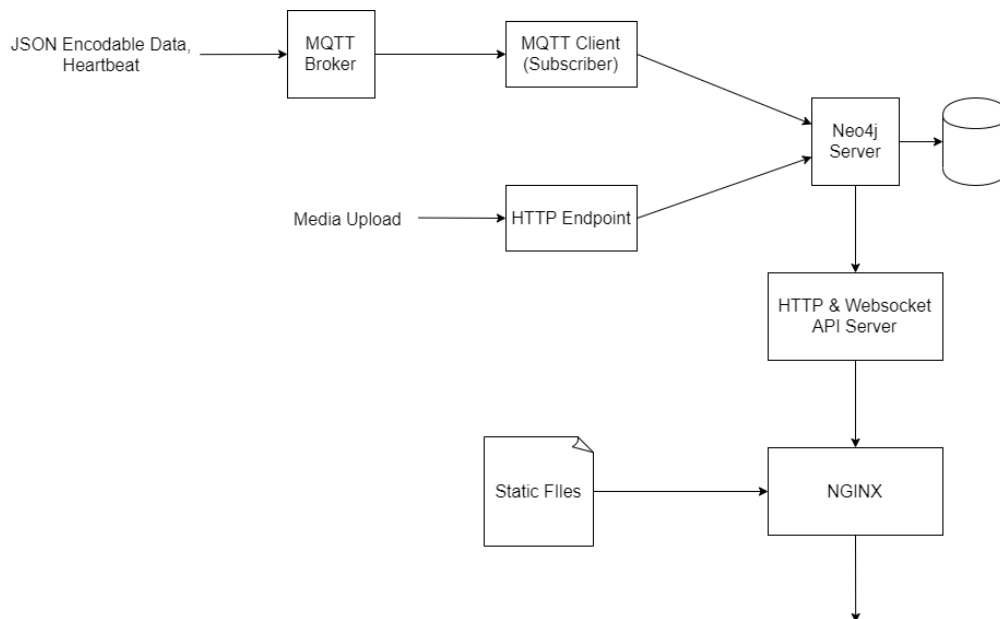 JSON Encodable Data,
Heartbeat
MQTT
Broker
MQTT Client
(Subscriber)
Neo4j
Server
Media Upload
HTTP Endpoint
HTTP & Websocket
API Server
Static FIles
NGINX